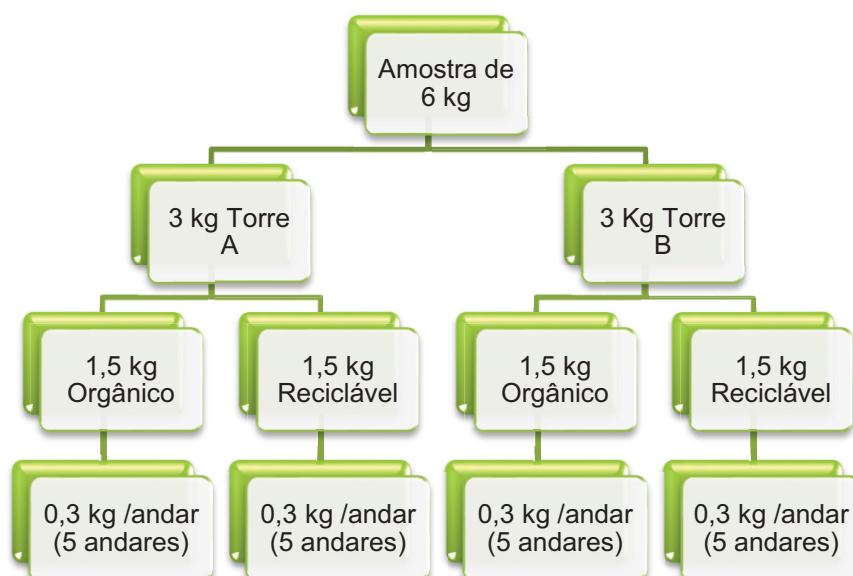 Amostra de
6 kg
3 kg Torre
A
3 Kg Torre
B
1,5 kg
Orgânico
1,5 kg
Reciclável
1,5 kg
Orgânico
1,5 kg
Reciclável
0,3 kg /andar
(5 andares)
0,3 kg /andar
(5 andares)
0,3 kg /andar
(5 andares)
0,3 kg /andar
(5 andares)